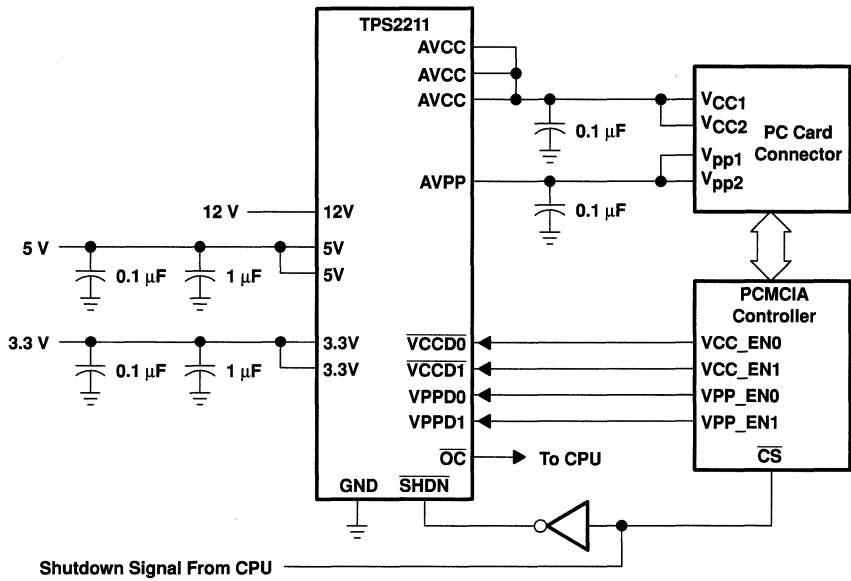 TPS2211
AVCC
AVCC
AVCC
0.1 µF
VCC1
VCC2
Vpp1
Vpp2
PC Card
Connector
AVPP
0.1 µF
12 V
12V
5 V
5V
5V
0.1 µF
1 µF
3.3 V
3.3V
3.3V
0.1 µF
1 µF
PCMCIA
Controller
VCCD0
VCC_EN0
VCCD1
VCC_EN1
VPPD0
VPP_EN0
VPPD1
VPP_EN1
OC
To CPU
CS
GND
SHDN
Shutdown Signal From CPU